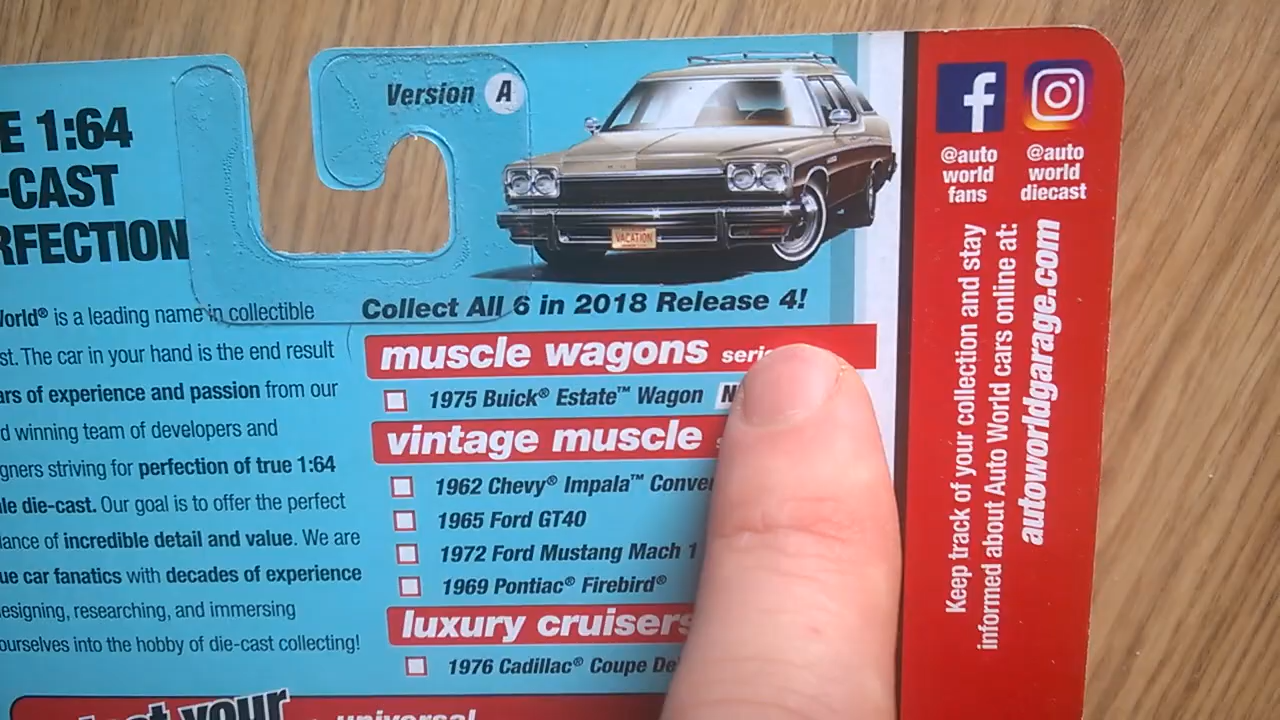 E 1:64
-CAST
RFECTION
World® is a leading name in collectible
st. The car in your hand is the end result
ars of experience and passion from our
d winning team of developers and
gners striving for perfection of true 1:64
le die-cast. Our goal is to offer the perfect
lance of incredible detail and value. We are
ue car fanatics with decades of experience
esigning, researching, and immersing
ourselves into the hobby of die-cast collecting!
Version A
VACATION
Collect All 6 in 2018 Release 4!
muscle wagons
1975 Buick® Estate™ Wagon
vintage muscle
1962 Chevy® Impala™ Conver
1965 Ford GT40
1972 Ford Mustang Mach 1
1969 Pontiac® Firebird®
luxury cruisers
1976 Cadillac® Coupe De
your
universal
@auto
world
fans
@auto
world
diecast
Keep track of your collection and stay
informed about Auto World cars online at:
autoworldgarage.com